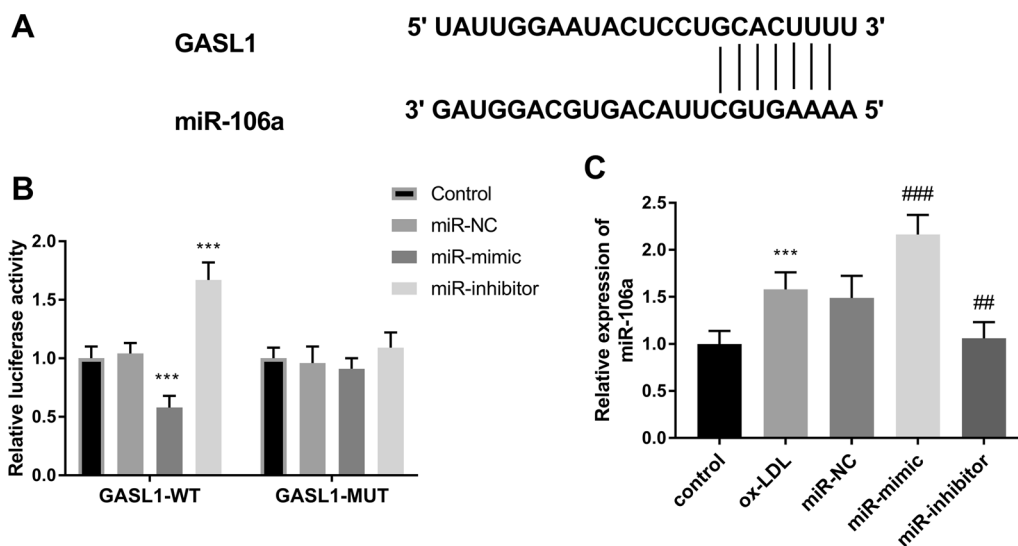 A
GASL1
5' UAUUGGAAUACUCCUGCACUUUU 3'
miR-106a
3' GAUGGACGUGACAUUCGUGAAAA 5'
B
Control
miR-NC
miR-mimic
miR-inhibitor
Relative luciferase activity
2.0
1.5
1.0
0.5
0.0
***
***
GASL1-WT
GASL1-MUT
C
Relative expression of
miR-106a
2.5
2.0
1.5
1.0
0.5
0.0
***
###
##
control
ox-LDL
miR-NC
miR-mimic
miR-inhibitor